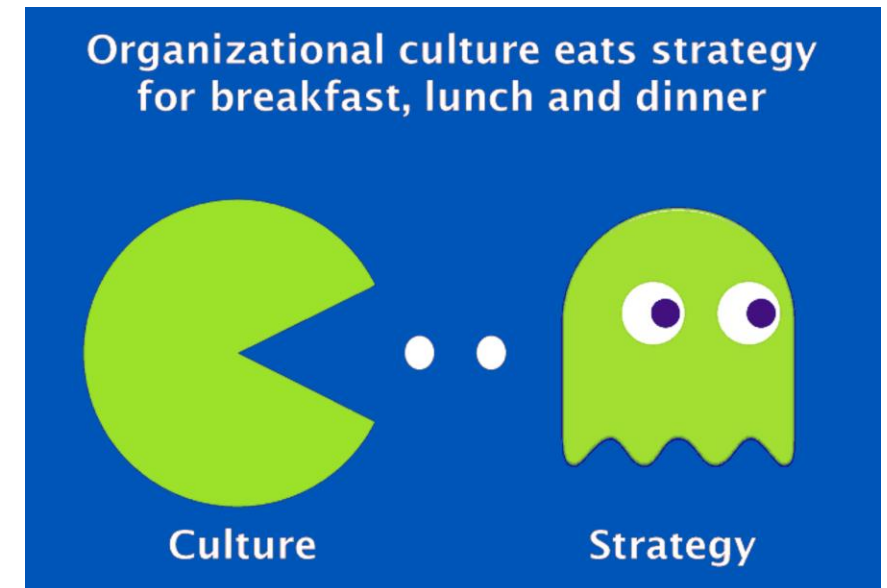 Organizational culture eats strategy
for breakfast, lunch and dinner
Culture
Strategy